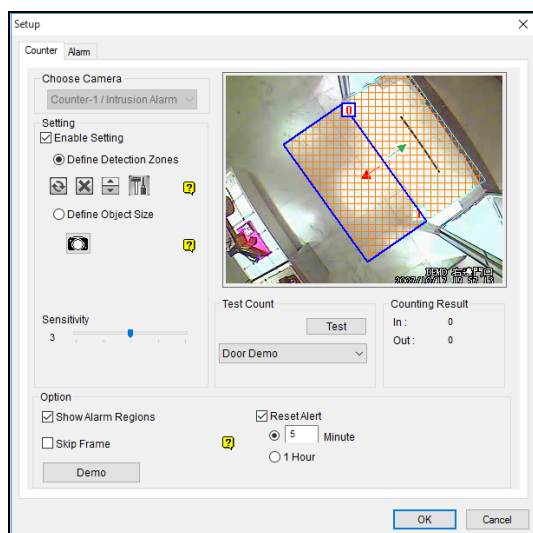 Setup
Counter
Alarm
Choose Camera
Counter-1 / Intrusion Alarm
Setting
Enable Setting
Define Detection Zones
Define Object Size
Sensitivity
3
0
Test Count
Test
Door Demo
Counting Result
In : 0
Out : 0
Option
Show Alarm Regions
Skip Frame
Demo
Reset Alert
5 Minute
1 Hour
OK
Cancel